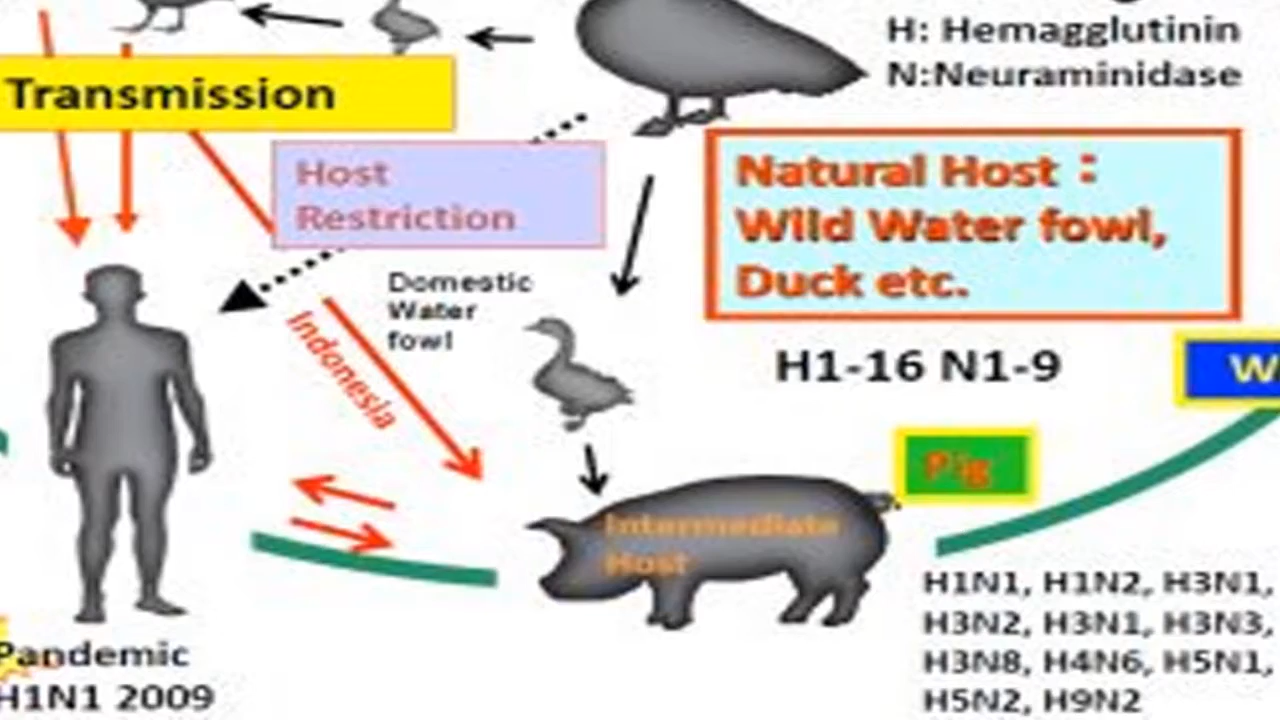 H: Hemagglutinin
N:Neuraminidase
Transmission
Host
Restriction
Natural Host：
Wild Water fowl,
Duck etc.
Domestic
Water
fowl
Indonesia
H1-16 N1-9
Pig
Intermediate
Host
H1N1, H1N2, H3N1,
H3N2, H3N1, H3N3,
H3N8, H4N6, H5N1,
H5N2, H9N2
Pandemic
H1N1 2009